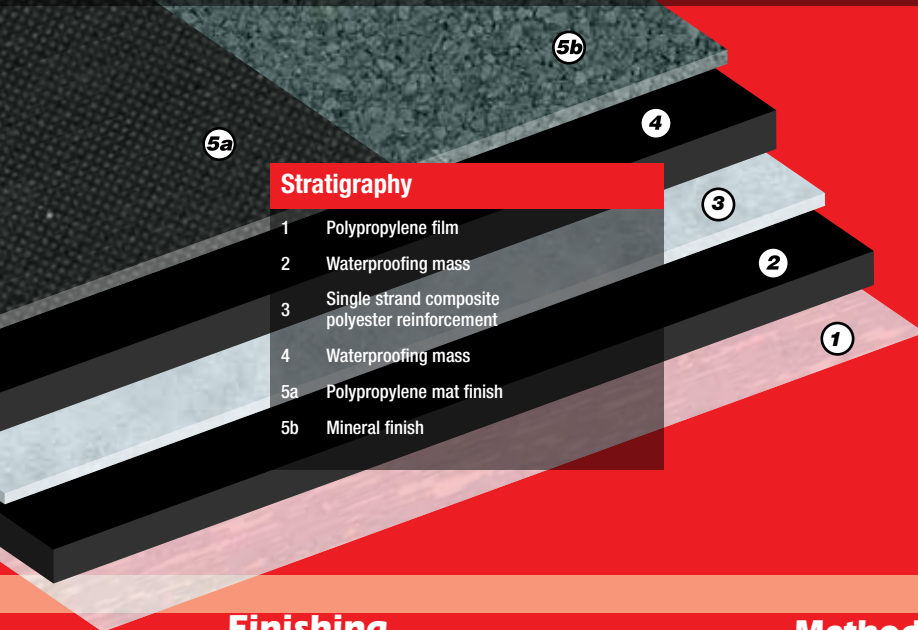 5b
4
5a
Stratigraphy
3
1 Polypropylene film
2 Waterproofing mass
2
3 Single strand composite
polyester reinforcement
1
4 Waterproofing mass
5a Polypropylene mat finish
5b Mineral finish
Finishing
Method